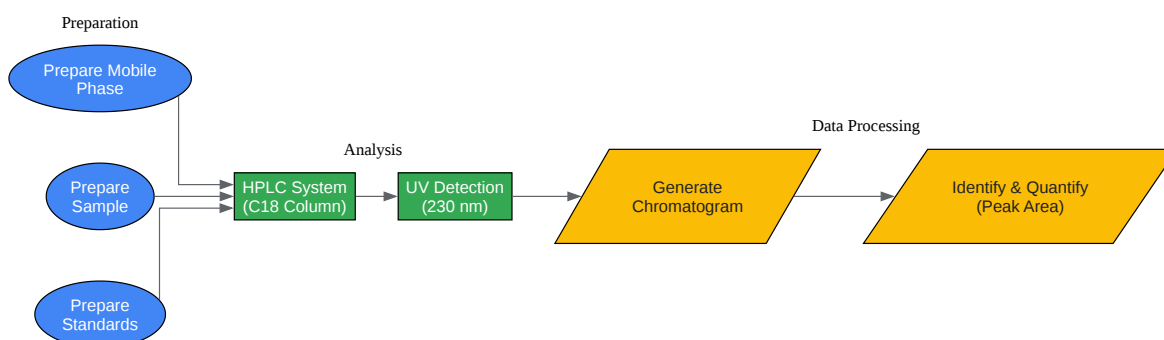 Preparation
Prepare Mobile
Phase
Prepare
Sample
Prepare
Standards
Analysis
HPLC System
(C18 Column)
UV Detection
(230 nm)
Data Processing
Generate
Chromatogram
Identify & Quantify
(Peak Area)